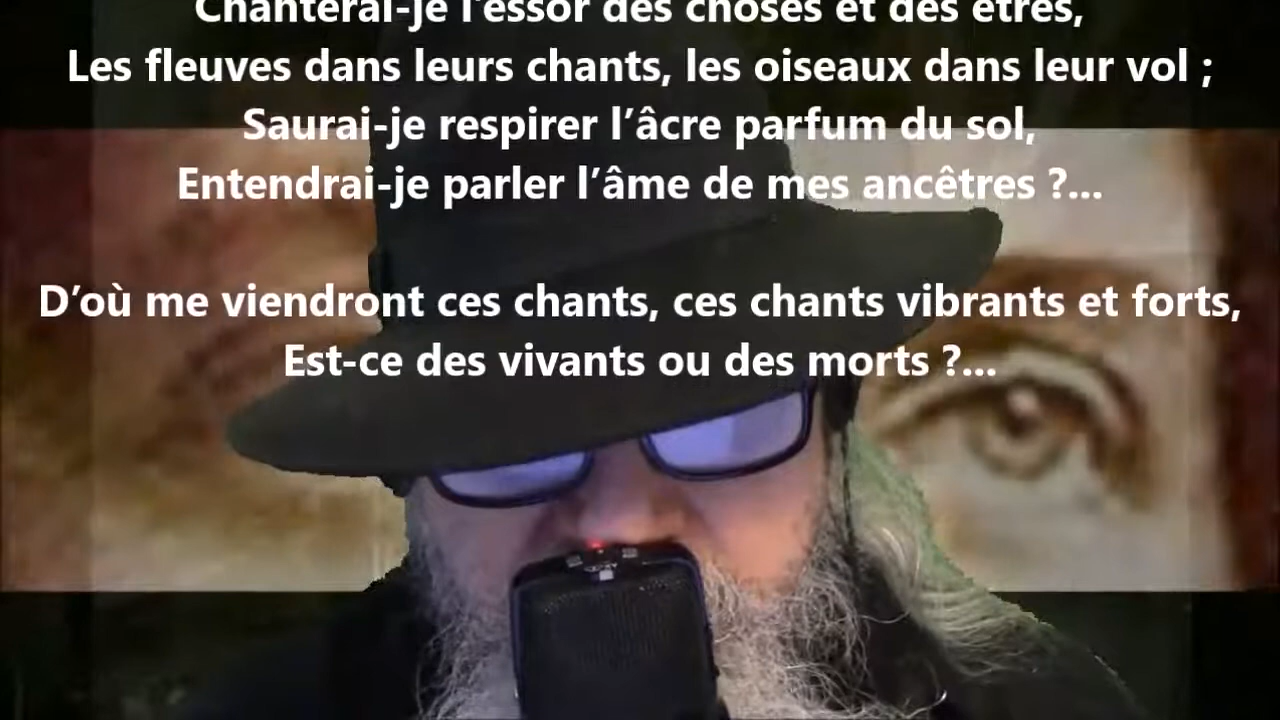 Chanterai-je l'essor des choses et des êtres,
Les fleuves dans leurs chants, les oiseaux dans leur vol ;
Saurai-je respirer l’âcre parfum du sol,
Entendrai-je parler l’âme de mes ancêtres ?...
D’où me viendront ces chants, ces chants vibrants et forts,
Est-ce des vivants ou des morts ?...